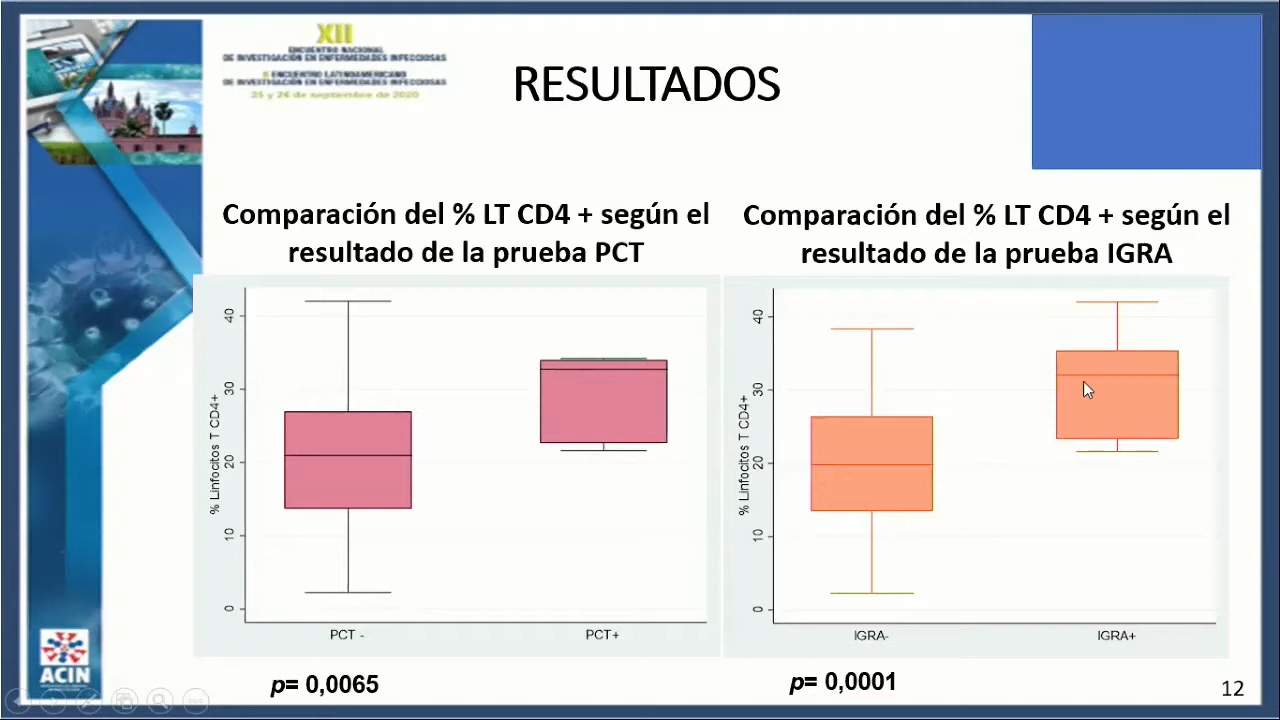 XII
ENCUENTRO NACIONAL
DE INVESTIGACIÓN EN ENFERMEDADES INFECCIOSAS
II ENCUENTRO LATINOAMERICANO
DE INVESTIGACIÓN EN ENFERMEDADES INFECCIOSAS
25 y 26 de septiembre de 2020
RESULTADOS
Comparación del % LT CD4 + según el
resultado de la prueba PCT
% Linfocitos T CD4+
40
30
20
10
0
PCT -
PCT+
p= 0,0065
Comparación del % LT CD4 + según el
resultado de la prueba IGRA
% Linfocitos T CD4+
40
30
20
10
0
IGRA-
IGRA+
p= 0,0001
ACIN
12